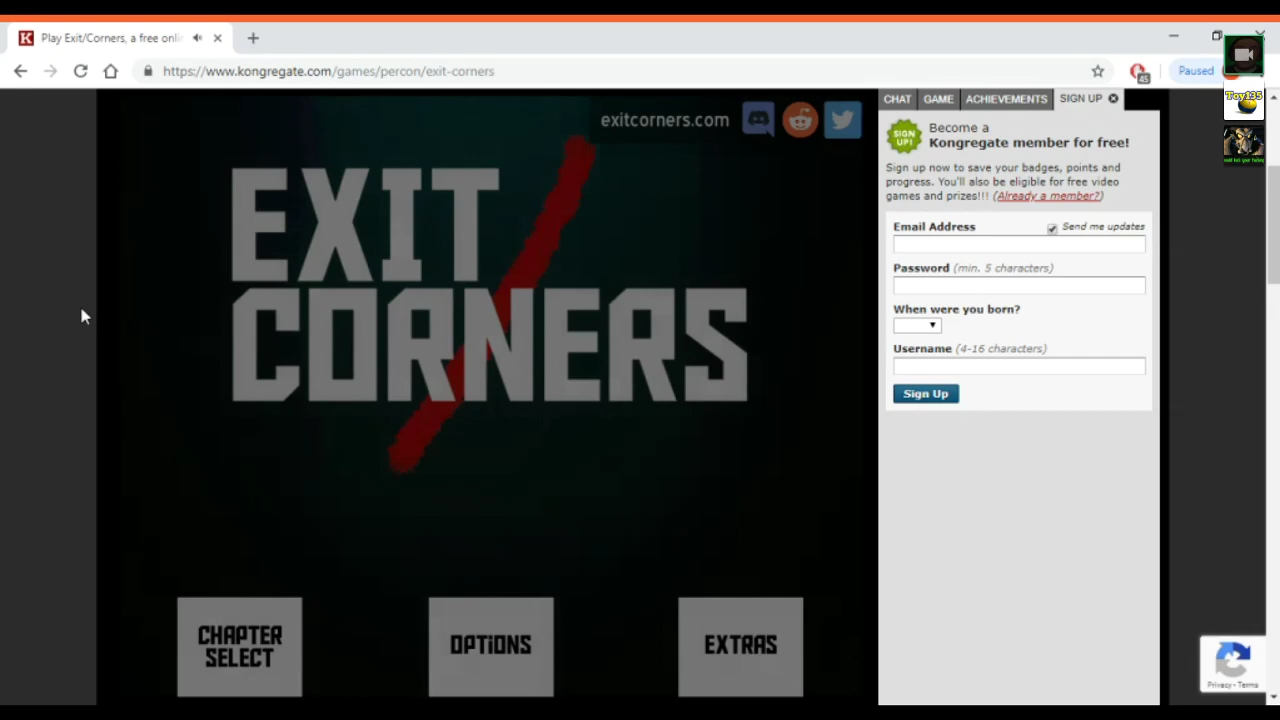 Play Exit/Corners, a free onli
https://www.kongregate.com/games/percon/exit-corners
45
Paused
Toy135
exitcorners.com
EXIT
CORNERS
CHAPTER
SELECT
OPTIONS
EXTRAS
CHAT GAME ACHIEVEMENTS SIGN UP
SIGN
UP!
Become a
Kongregate member for free!
Sign up now to save your badges, points and
progress. You'll also be eligible for free video
games and prizes!!! (Already a member?)
Email Address Send me updates
Password (min. 5 characters)
When were you born?
Username (4-16 characters)
Sign Up
Privacy - Terms